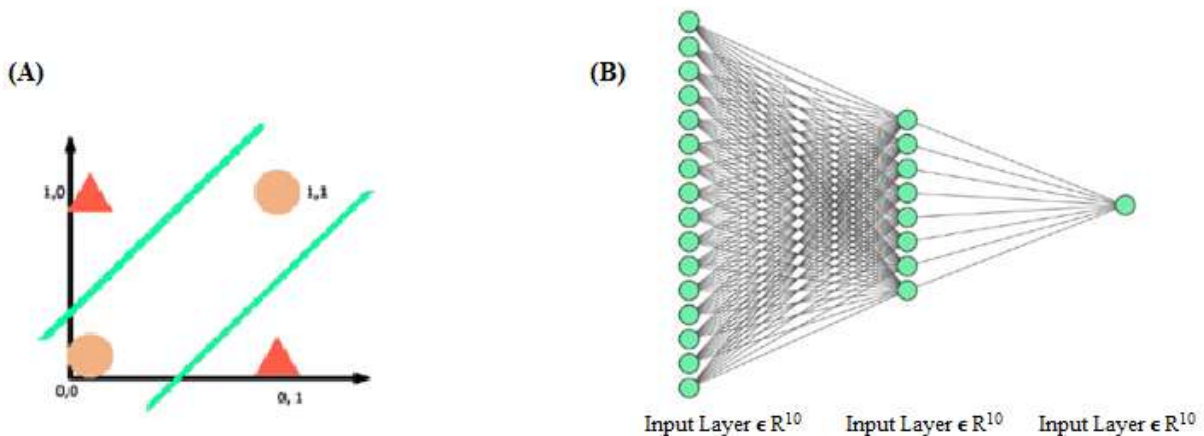 (A)
(B)
1,0
1,1
0,0
0, 1
Input Layer ϵ R¹⁰
Input Layer ϵ R¹⁰
Input Layer ϵ R¹⁰